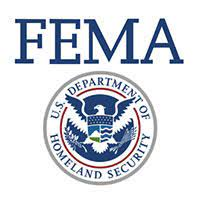 FEMA
U.S. DEPARTMENT OF
HOMELAND SECURITY